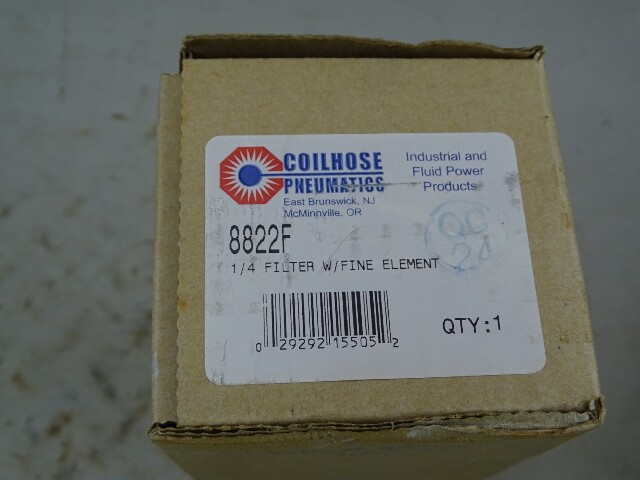 COILHOSE
PNEUMATICS
East Brunswick, NJ
McMinnville, OR
Industrial and
Fluid Power
Products
8822F
QC
24
1/4 FILTER W/FINE ELEMENT
0 29292 15505 2
QTY:1